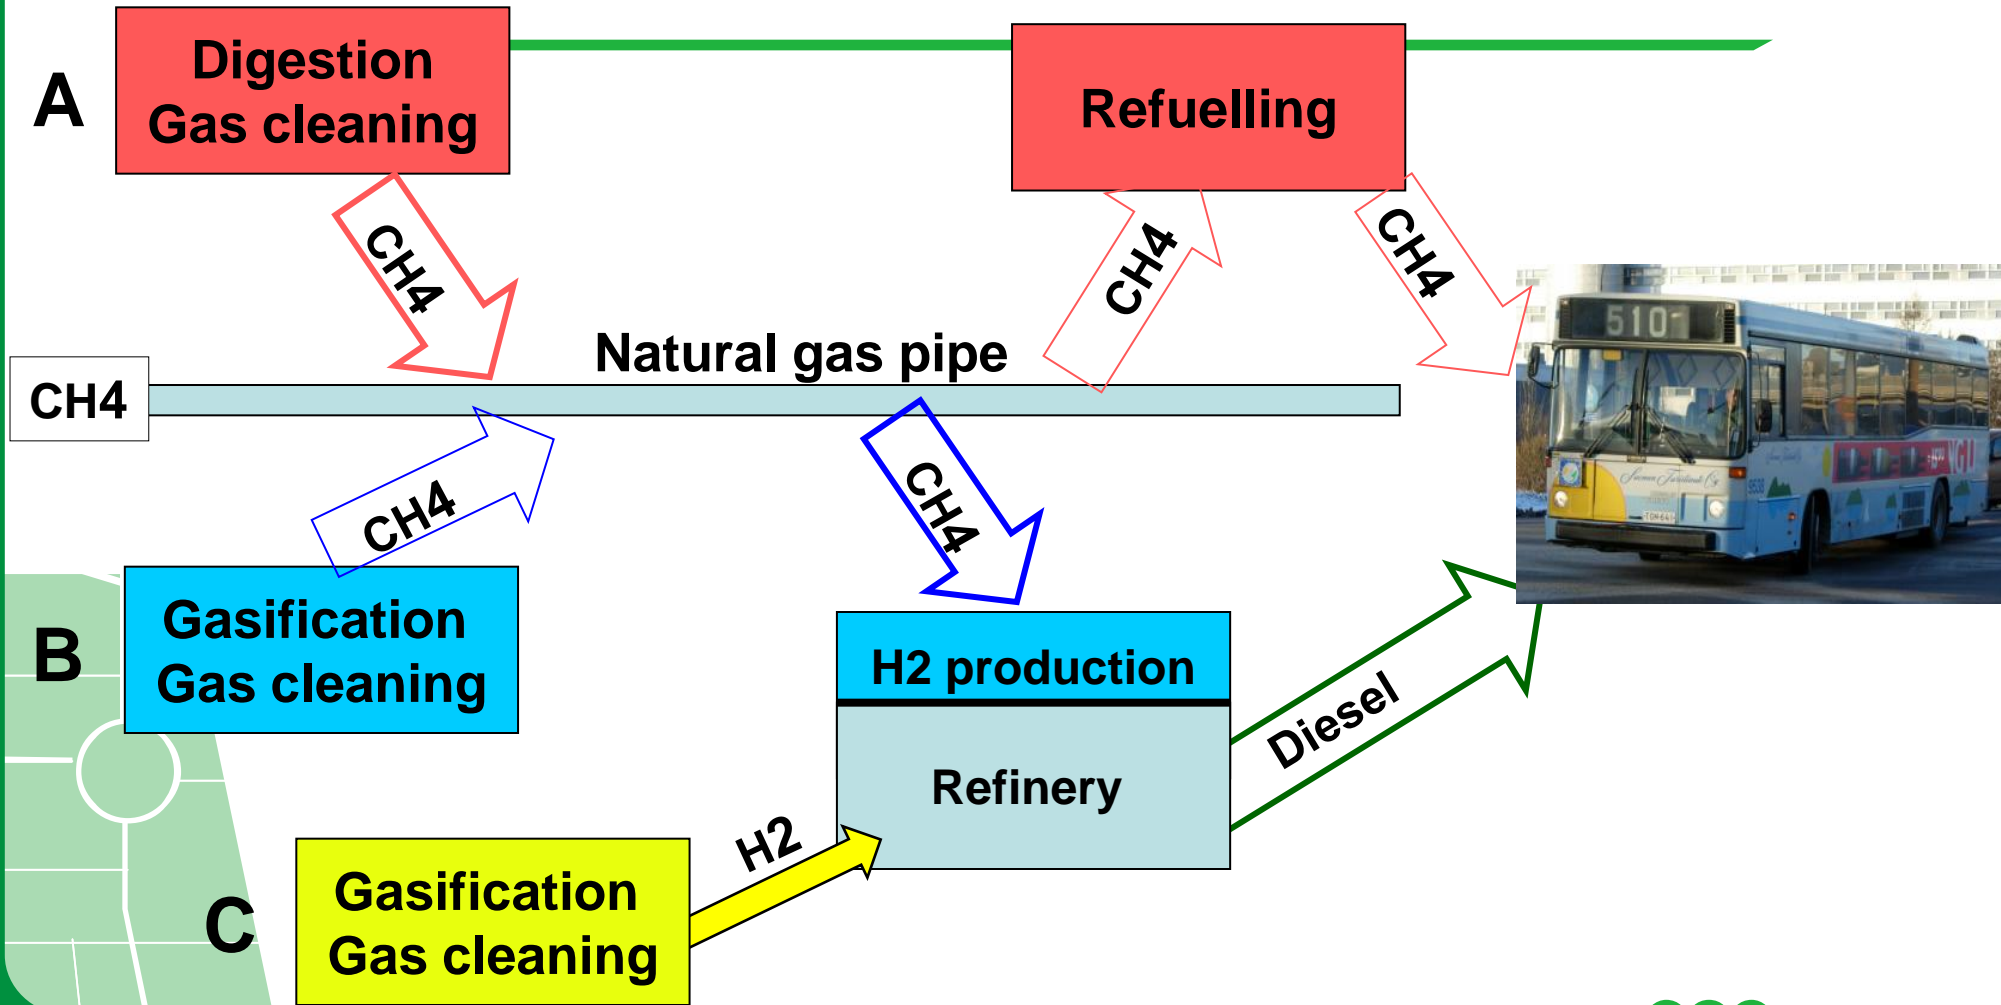 A
Digestion
Gas cleaning
Refuelling
CH4
CH4
CH4
Natural gas pipe
CH4
510
CH4
CH4
B
Gasification
Gas cleaning
H2 production
Refinery
Diesel
H2
C
Gasification
Gas cleaning